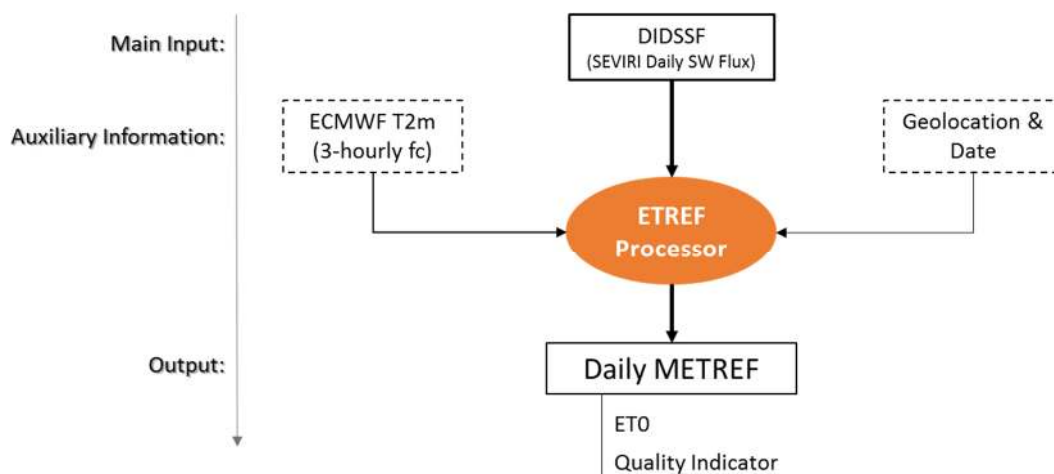 Main Input:
DIDSSF
(SEVIRI Daily SW Flux)
Auxiliary Information:
ECMWF T2m
(3-hourly fc)
Geolocation &
Date
ETREF
Processor
Output:
Daily METREF
ET0
Quality Indicator